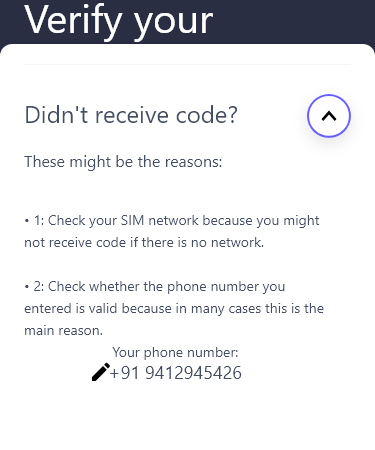 Verify your
Didn't receive code?
These might be the reasons:
• 1: Check your SIM network because you might
not receive code if there is no network.
• 2: Check whether the phone number you
entered is valid because in many cases this is the
main reason.
Your phone number:
+91 9412945426